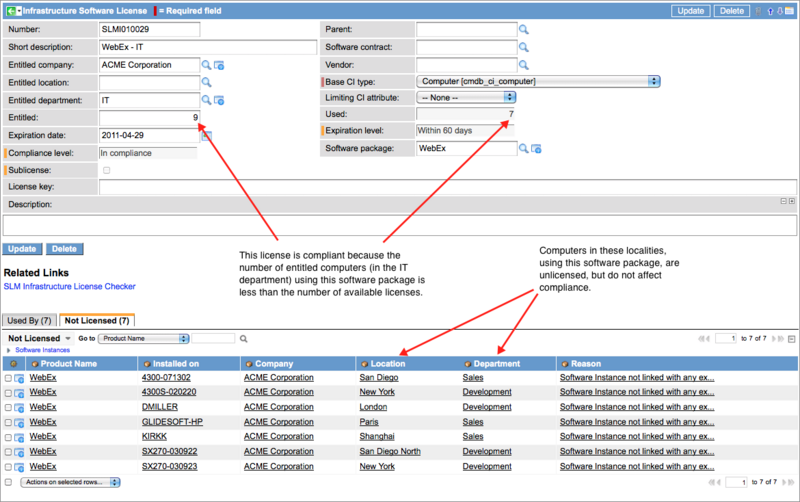 Infrastructure Software License = Required field Update Delete
Number: SLMI010029 Parent:
Short description: WebEx - IT Software contract:
Entitled company: ACME Corporation Vendor:
Entitled location: Base CI type: Computer [cmdb_ci_computer]
Entitled department: IT Limiting CI attribute: -- None --
Entitled: 9 Used: 7
Expiration date: 2011-04-29 Expiration level: Within 60 days
Compliance level: In compliance Software package: WebEx
Sublicense:
License key:
Description:
Update Delete
This license is compliant because the
number of entitled computers (in the IT
department) using this software package is
less than the number of available licenses.
Computers in these localities,
using this software package, are
unlicensed, but do not affect
compliance.
Related Links
SLM Infrastructure License Checker
Used By (7) Not Licensed (7)
Not Licensed Go to Product Name 1 to 7 of 7
Software Instances
Product Name Installed on Company Location Department Reason
WebEx 4300-071302 ACME Corporation San Diego Sales Software Instance not linked with any ex...
WebEx 4300S-020220 ACME Corporation New York Development Software Instance not linked with any ex...
WebEx DMILLER ACME Corporation London Development Software Instance not linked with any ex...
WebEx GLIDESOFT-HP ACME Corporation Paris Sales Software Instance not linked with any ex...
WebEx KIRKK ACME Corporation Shanghai Sales Software Instance not linked with any ex...
WebEx SX270-030922 ACME Corporation San Diego North Development Software Instance not linked with any ex...
WebEx SX270-030923 ACME Corporation New York Development Software Instance not linked with any ex...
Actions on selected rows... 1 to 7 of 7